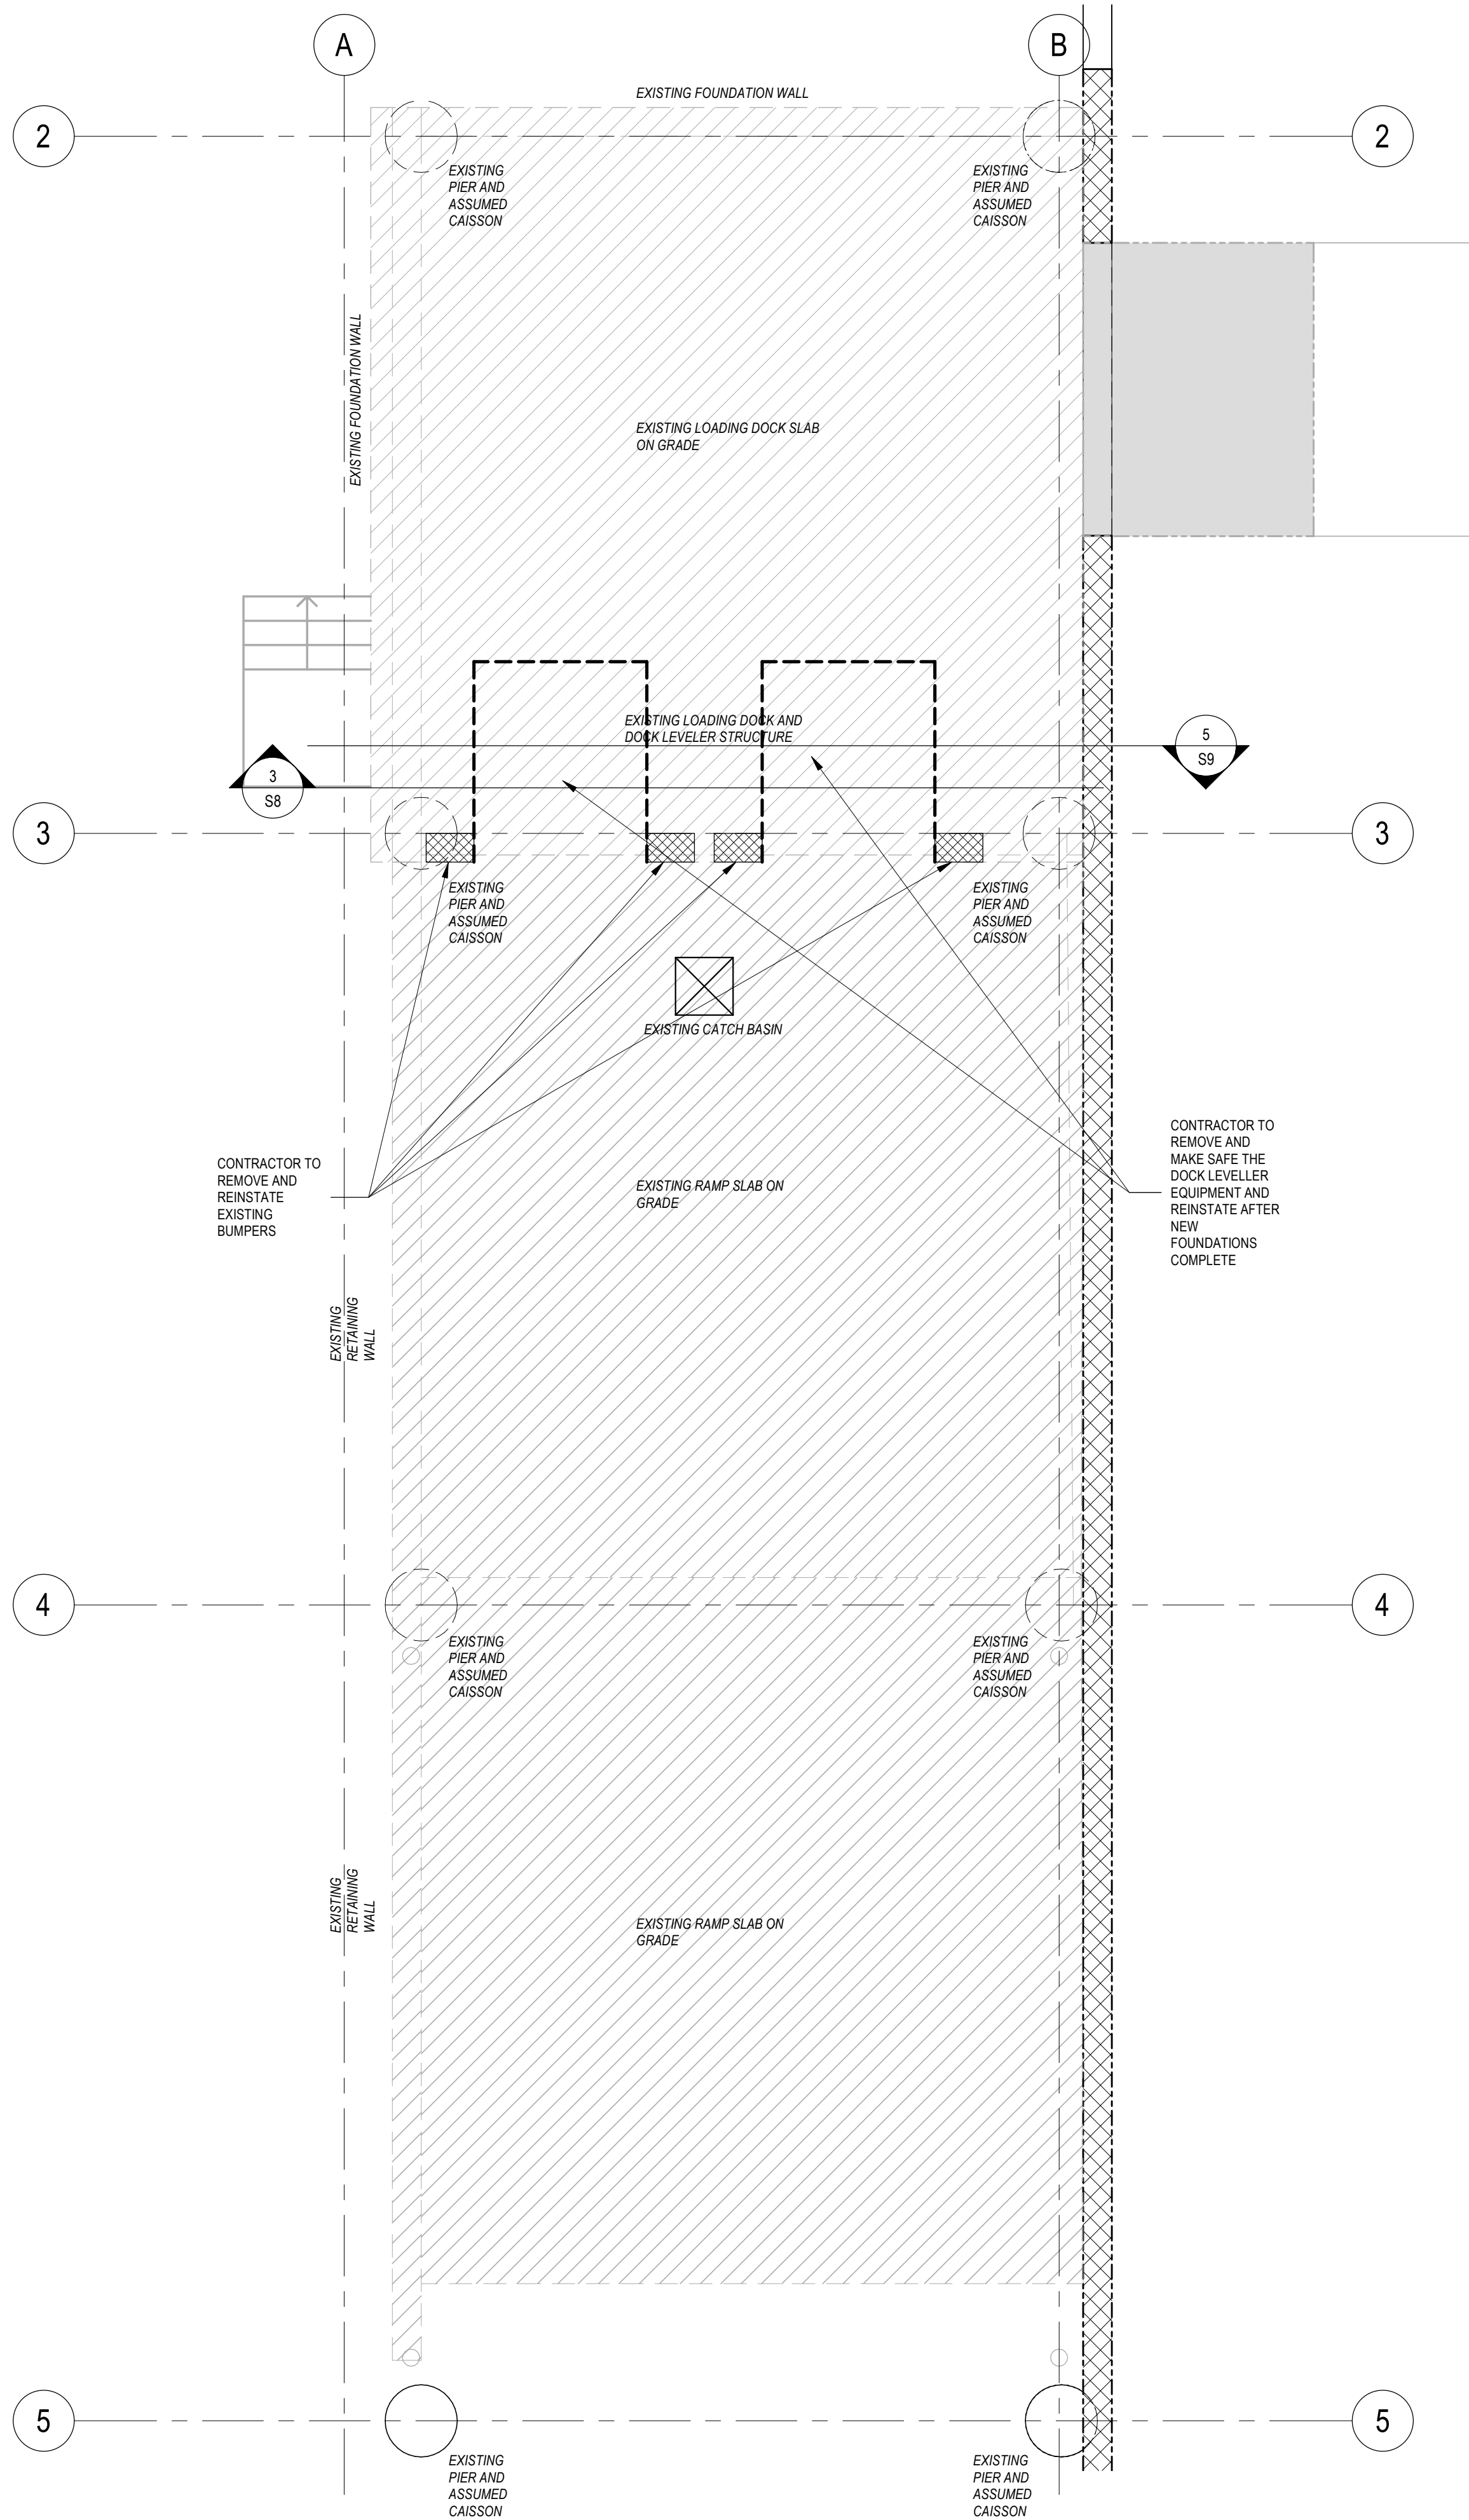 A
B
EXISTING FOUNDATION WALL
2
2
EXISTING
PIER AND
ASSUMED
CAISSON
EXISTING
PIER AND
ASSUMED
CAISSON
EXISTING FOUNDATION WALL
EXISTING LOADING DOCK SLAB
ON GRADE
EXISTING LOADING DOCK AND
DOCK LEVELER STRUCTURE
5
S9
3
S8
3
3
EXISTING
PIER AND
ASSUMED
CAISSON
EXISTING
PIER AND
ASSUMED
CAISSON
EXISTING CATCH BASIN
CONTRACTOR TO
REMOVE AND
REINSTATE
EXISTING
BUMPERS
EXISTING RAMP SLAB ON
GRADE
CONTRACTOR TO
REMOVE AND
MAKE SAFE THE
DOCK LEVELLER
EQUIPMENT AND
REINSTATE AFTER
NEW
FOUNDATIONS
COMPLETE
EXISTING
RETAINING
WALL
4
4
EXISTING
PIER AND
ASSUMED
CAISSON
EXISTING
PIER AND
ASSUMED
CAISSON
EXISTING
RETAINING
WALL
EXISTING RAMP SLAB ON
GRADE
5
5
EXISTING
PIER AND
ASSUMED
CAISSON
EXISTING
PIER AND
ASSUMED
CAISSON